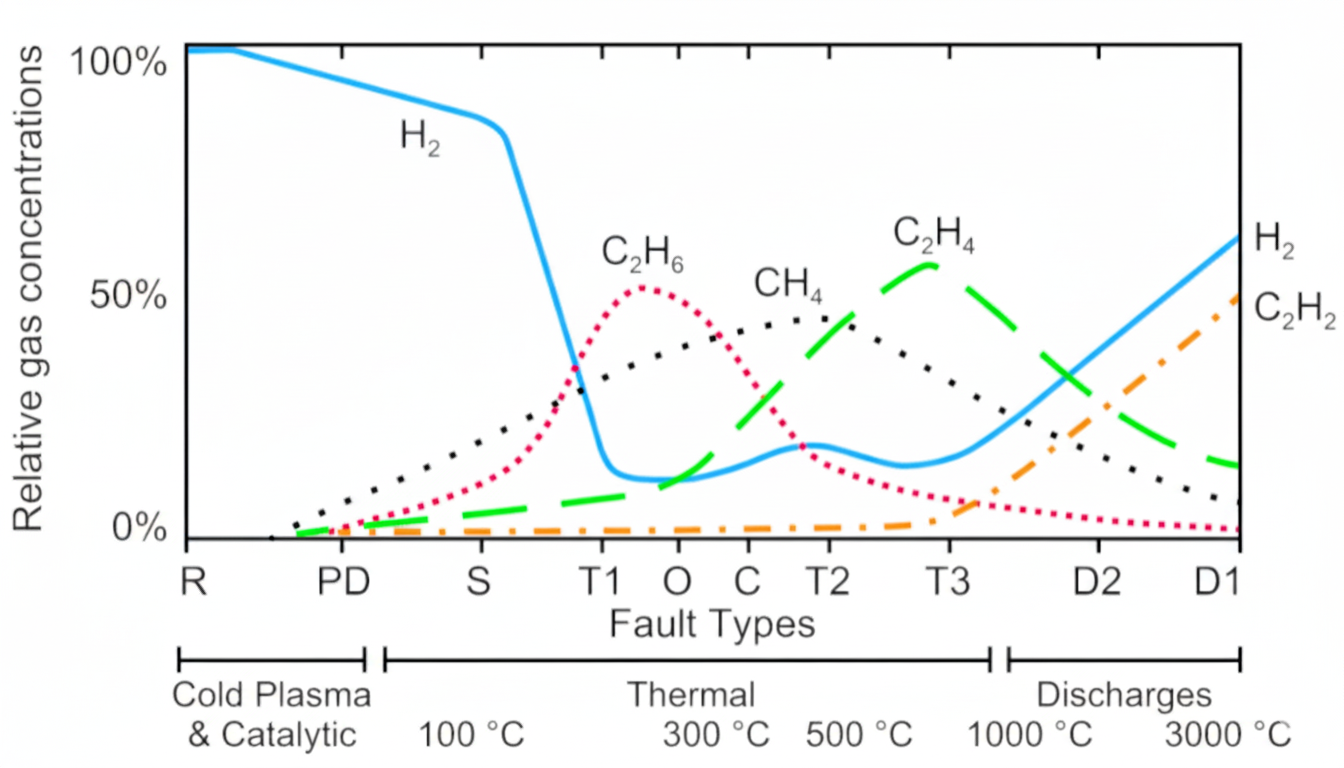 Relative gas concentrations
100%
50%
0%
H₂
C₂H₆
CH₄
C₂H₄
H₂
C₂H₂
R PD S T1 O C T2 T3 D2 D1
Fault Types
Cold Plasma
& Catalytic
Thermal
Discharges
100 °C 300 °C 500 °C 1000 °C 3000 °C